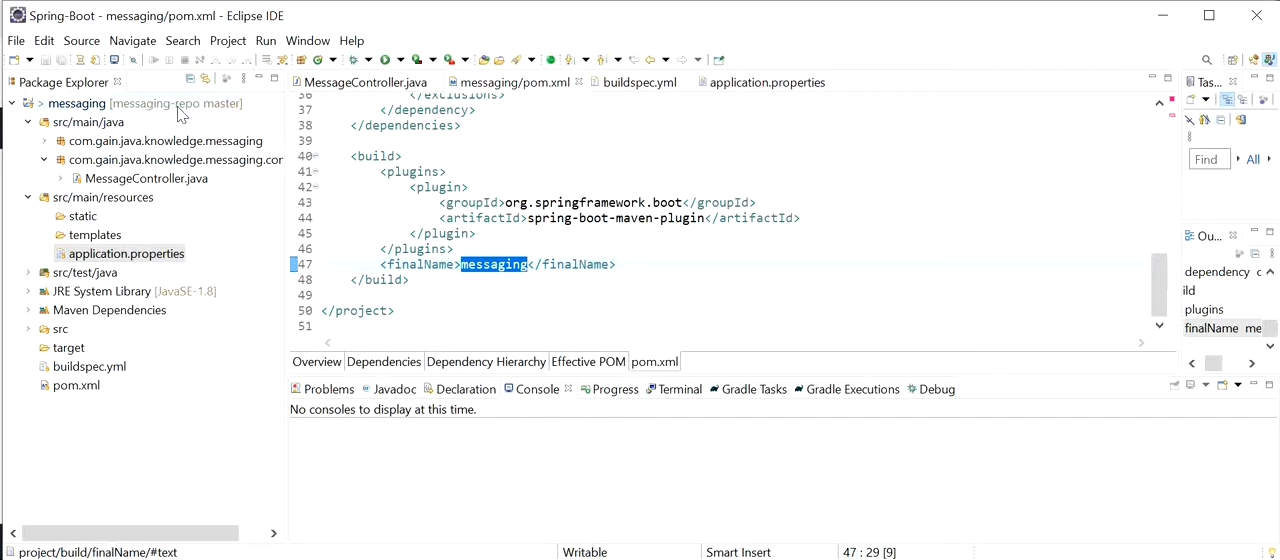 Spring-Boot - messaging/pom.xml - Eclipse IDE
File Edit Source Navigate Search Project Run Window Help
Package Explorer
MessageController.java messaging/pom.xml buildspec.yml application.properties
Tas...
> messaging [messaging-repo master]
src/main/java
com.gain.java.knowledge.messaging
com.gain.java.knowledge.messaging.con
MessageController.java
src/main/resources
static
templates
application.properties
src/test/java
JRE System Library [JavaSE-1.8]
Maven Dependencies
src
target
buildspec.yml
pom.xml
36 </exclusions>
37 </dependency>
38 </dependencies>
39
40 <build>
41 <plugins>
42 <plugin>
43 <groupId>org.springframework.boot</groupId>
44 <artifactId>spring-boot-maven-plugin</artifactId>
45 </plugin>
46 </plugins>
47 <finalName>messaging</finalName>
48 </build>
49
50 </project>
51
Overview Dependencies Dependency Hierarchy Effective POM pom.xml
Find All
Ou...
dependency c
ild
plugins
finalName me
Problems Javadoc Declaration Console Progress Terminal Gradle Tasks Gradle Executions Debug
No consoles to display at this time.
project/build/finalName/#text Writable Smart Insert 47 : 29 [9]